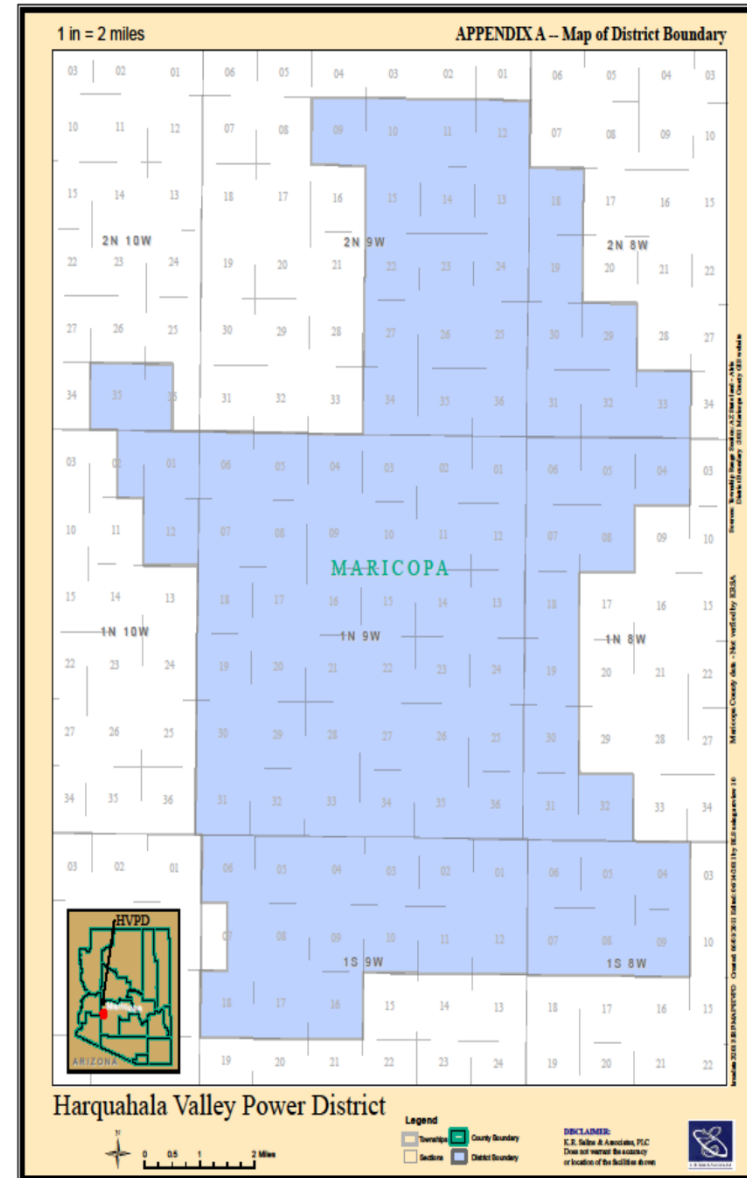 1 in = 2 miles
APPENDIX A -- Map of District Boundary
03 02 01 06 05 04 03 02 01 06 05 04 03
10 11 12 07 08 09 10 11 12 07 08 09 10
15 14 13 18 17 16 15 14 13 18 17 16 15
2N 10W 2N 9W 2N 8W
22 23 24 19 20 21 22 23 24 19 20 21 22
27 26 25 30 29 28 27 26 25 30 29 28 27
34 35 36 31 32 33 34 35 36 31 32 33 34
03 02 01 06 05 04 03 02 01 06 05 04 03
10 11 12 07 08 09 10 11 12 07 08 09 10
MARICOPA
15 14 13 18 17 16 15 14 13 18 17 16 15
1N 10W 1N 9W 1N 8W
22 23 24 19 20 21 22 23 24 19 20 21 22
27 26 25 30 29 28 27 26 25 30 29 28 27
34 35 36 31 32 33 34 35 36 31 32 33 34
03 02 01 06 05 04 03 02 01 06 05 04 03
HVPD
07 08 09 10 11 12 07 08 09 10
1S 9W 1S 8W
18 17 16 15 14 13 18 17 16 15
ARIZONA
19 20 21 22 23 24 19 20 21 22
Harquahala Valley Power District
N
0 0.5 1 2 Miles
Legend
Townships County Boundary
Sections District Boundary
DISCLAIMER:
K.R. Saline & Associates, PLC
Does not warrant the accuracy
or location of the facilities shown
Maricopa County data - Not verified by KRSA